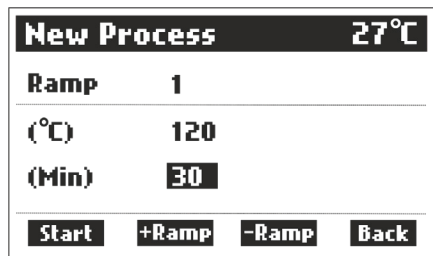 New Process 27°C
Ramp 1
(°C) 120
(Min) 30
Start +Ramp -Ramp Back